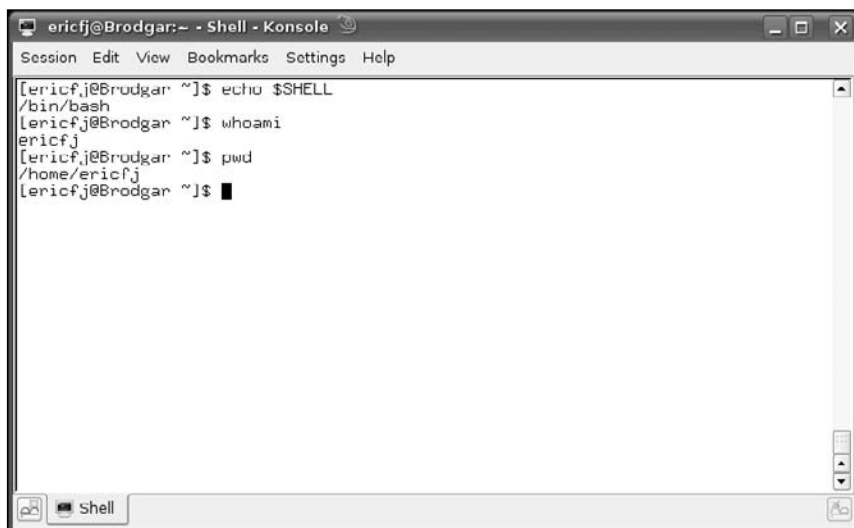 ericfj@Brodgar:~ - Shell - Konsole
Session Edit View Bookmarks Settings Help
[ericfj@Brodgar ~]$ echo $SHELL
/bin/bash
[ericfj@Brodgar ~]$ whoami
ericfj
[ericfj@Brodgar ~]$ pwd
/home/ericfj
[ericfj@Brodgar ~]$
Shell